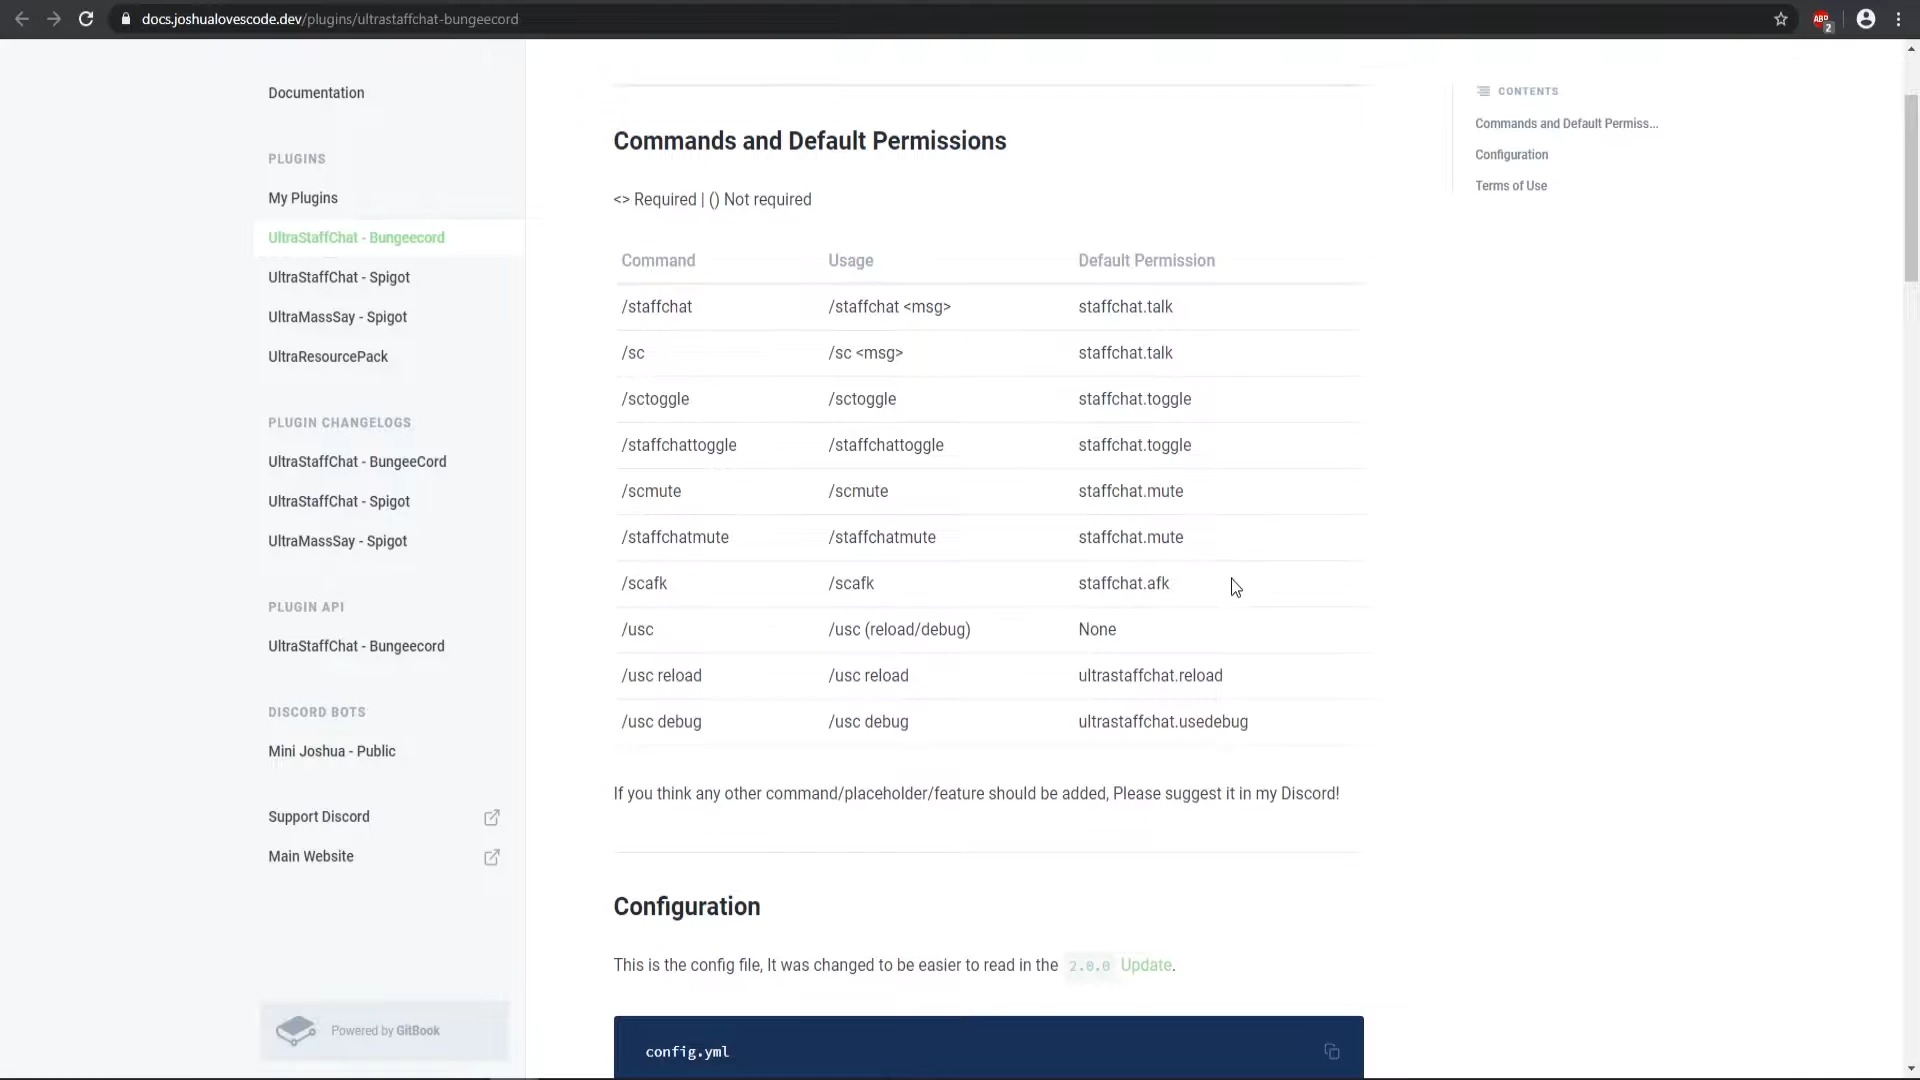 docs.joshualovescode.dev/plugins/ultrastaffchat-bungeecord
ABP
2
Documentation
PLUGINS
My Plugins
UltraStaffChat - Bungeecord
UltraStaffChat - Spigot
UltraMassSay - Spigot
UltraResourcePack
PLUGIN CHANGELOGS
UltraStaffChat - BungeeCord
UltraStaffChat - Spigot
UltraMassSay - Spigot
PLUGIN API
UltraStaffChat - Bungeecord
DISCORD BOTS
Mini Joshua - Public
Support Discord
Main Website
Powered by GitBook
Commands and Default Permissions
<> Required | () Not required
Command Usage Default Permission
/staffchat /staffchat <msg> staffchat.talk
/sc /sc <msg> staffchat.talk
/sctoggle /sctoggle staffchat.toggle
/staffchattoggle /staffchattoggle staffchat.toggle
/scmute /scmute staffchat.mute
/staffchatmute /staffchatmute staffchat.mute
/scafk /scafk staffchat.afk
/usc /usc (reload/debug) None
/usc reload /usc reload ultrastaffchat.reload
/usc debug /usc debug ultrastaffchat.usedebug
If you think any other command/placeholder/feature should be added, Please suggest it in my Discord!
Configuration
This is the config file, It was changed to be easier to read in the 2.0.0 Update.
config.yml
CONTENTS
Commands and Default Permiss...
Configuration
Terms of Use